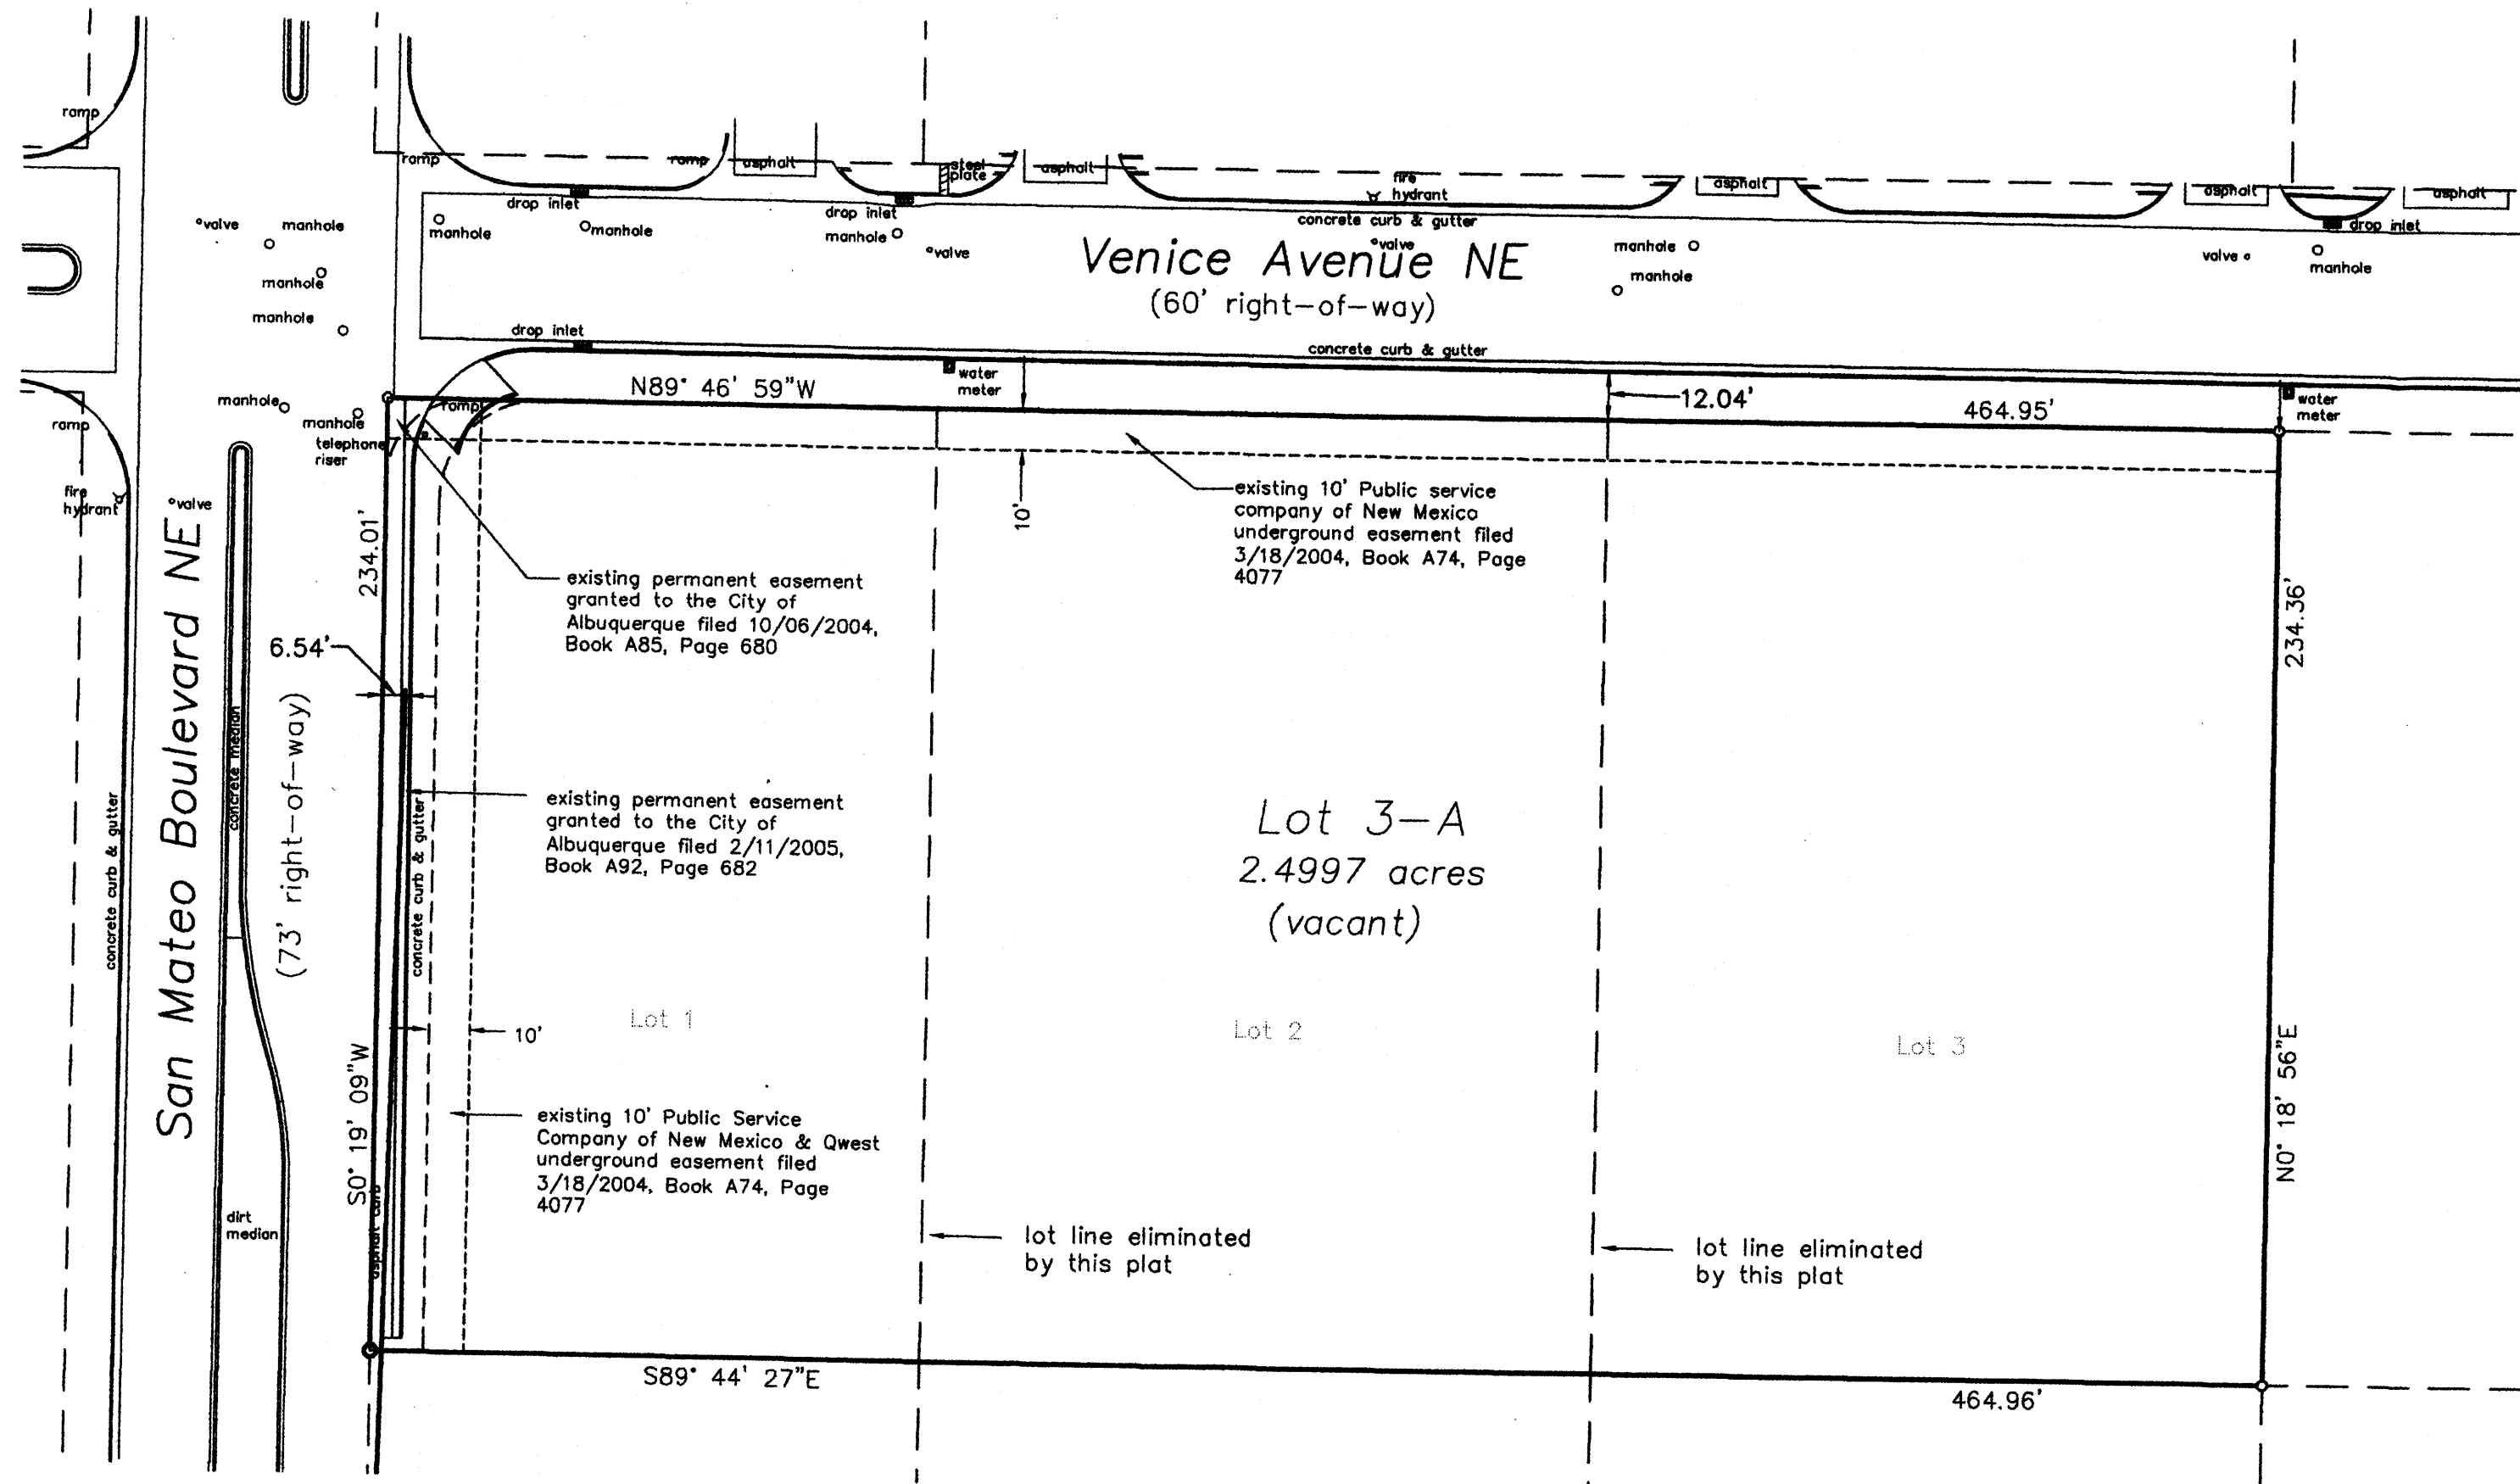 ramp
ramp
ramp
asphalt
steel
plate
asphalt
fire
hydrant
asphalt
asphalt
asphalt
drop inlet
drop inlet
concrete curb & gutter
drop inlet
valve
manhole
manhole
manhole
manhole
valve
Venice Avenue NE
valve
(60' right-of-way)
manhole
manhole
valve
manhole
manhole
manhole
drop inlet
concrete curb & gutter
N89° 46' 59"W
water
meter
12.04'
464.95'
water
meter
manhole
manhole
ramp
ramp
telephone
riser
fire
hydrant
valve
10'
existing 10' Public service
company of New Mexico
underground easement filed
3/18/2004, Book A74, Page
4077
234.01'
existing permanent easement
granted to the City of
Albuquerque filed 10/06/2004,
Book A85, Page 680
6.54'
234.36'
San Mateo Boulevard NE
(73' right-of-way)
concrete median
concrete curb & gutter
concrete curb & gutter
existing permanent easement
granted to the City of
Albuquerque filed 2/11/2005,
Book A92, Page 682
Lot 3-A
2.4997 acres
(vacant)
Lot 1
Lot 2
Lot 3
10'
S0° 19' 09"W
N0° 18' 56"E
existing 10' Public Service
Company of New Mexico & Qwest
underground easement filed
3/18/2004, Book A74, Page
4077
asphalt curb
dirt
median
lot line eliminated
by this plat
lot line eliminated
by this plat
S89° 44' 27"E
464.96'